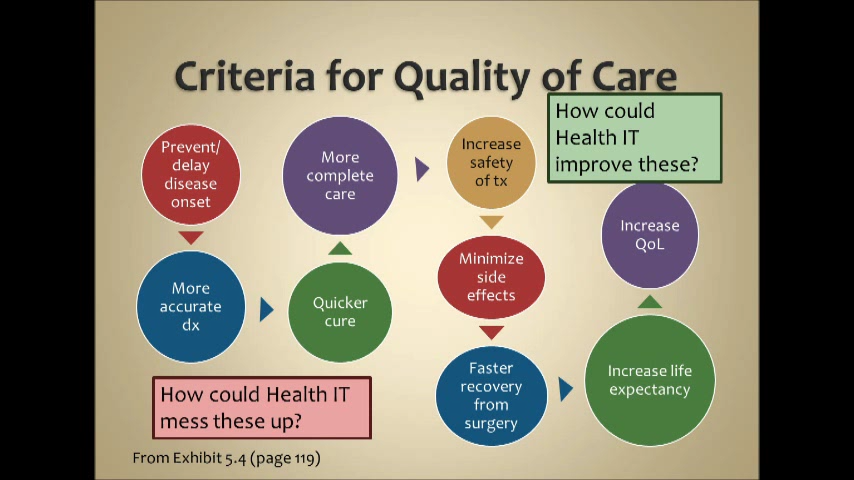 Criteria for Quality of Care
How could
Health IT
improve these?
Prevent/
delay
disease
onset
More
accurate
dx
Quicker
cure
More
complete
care
Increase
safety
of tx
Minimize
side
effects
Faster
recovery
from
surgery
Increase life
expectancy
Increase
QoL
How could Health IT
mess these up?
From Exhibit 5.4 (page 119)